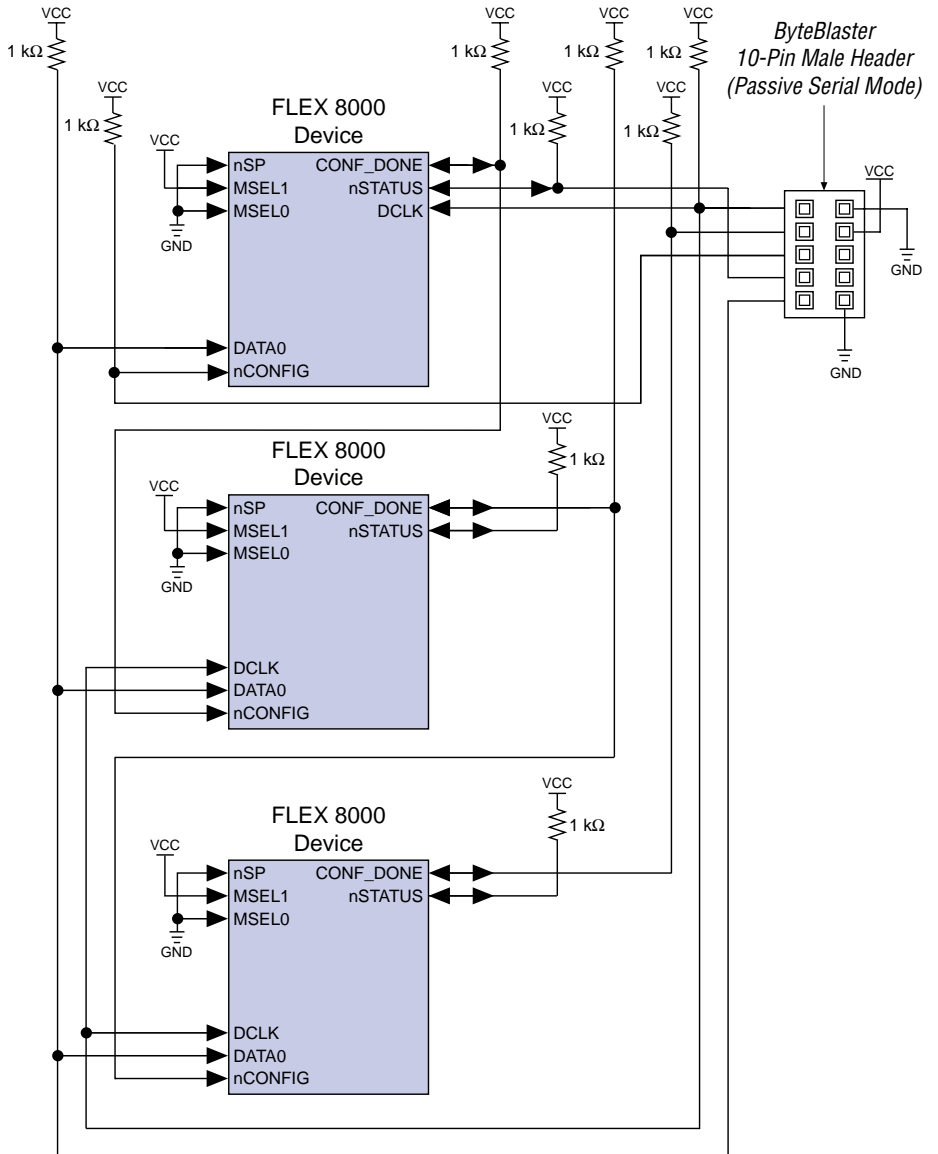 VCC
VCC
VCC
VCC
ByteBlaster
10-Pin Male Header
(Passive Serial Mode)
1 kΩ
1 kΩ
1 kΩ
1 kΩ
VCC
VCC
VCC
1 kΩ
1 kΩ
1 kΩ
FLEX 8000
Device
VCC
nSP
MSEL1
MSEL0
GND
CONF_DONE
nSTATUS
DCLK
DATA0
nCONFIG
VCC
GND
GND
FLEX 8000
Device
VCC
1 kΩ
VCC
nSP
MSEL1
MSEL0
GND
CONF_DONE
nSTATUS
DCLK
DATA0
nCONFIG
FLEX 8000
Device
VCC
1 kΩ
VCC
nSP
MSEL1
MSEL0
GND
CONF_DONE
nSTATUS
DCLK
DATA0
nCONFIG